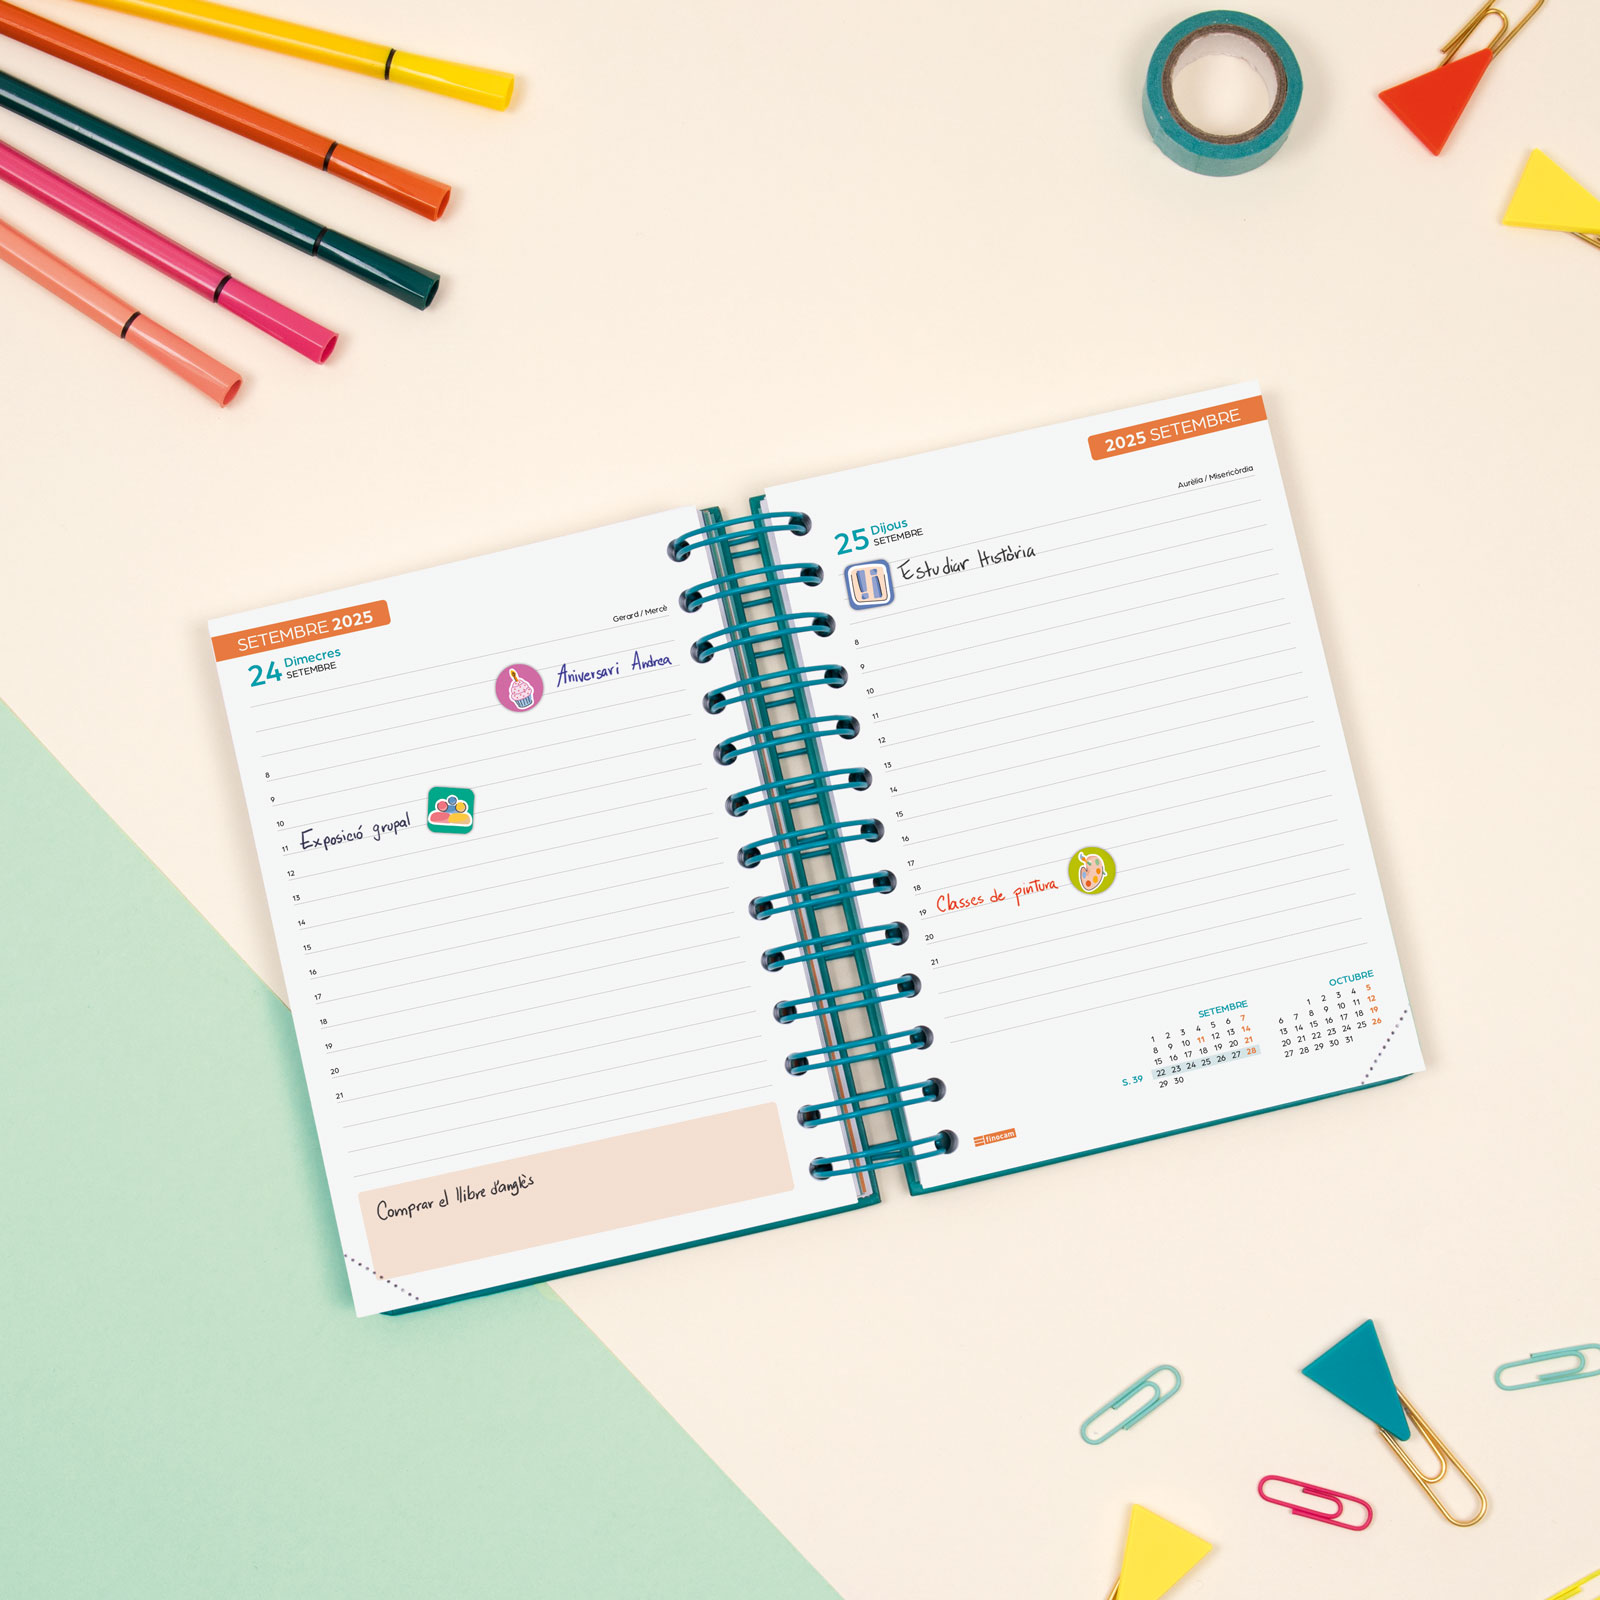 SETEMBRE 2025
24 Dimecres
SETEMBRE
Gerard / Mercè
Aniversari Andrea
8
9
10
11 Exposició grupal
12
13
14
15
16
17
18
19
20
21
Comprar el llibre d'anglès
2025 SETEMBRE
Aurèlia / Misericòrdia
25 Dijous
SETEMBRE
Estudiar Història
8
9
10
11
12
13
14
15
16
17
18
19 Classes de pintura
20
21
SETEMBRE
1 2 3 4 5 6 7
8 9 10 11 12 13 14
15 16 17 18 19 20 21
S. 39 22 23 24 25 26 27 28
29 30
OCTUBRE
1 2 3 4 5
6 7 8 9 10 11 12
13 14 15 16 17 18 19
20 21 22 23 24 25 26
27 28 29 30 31
finocam